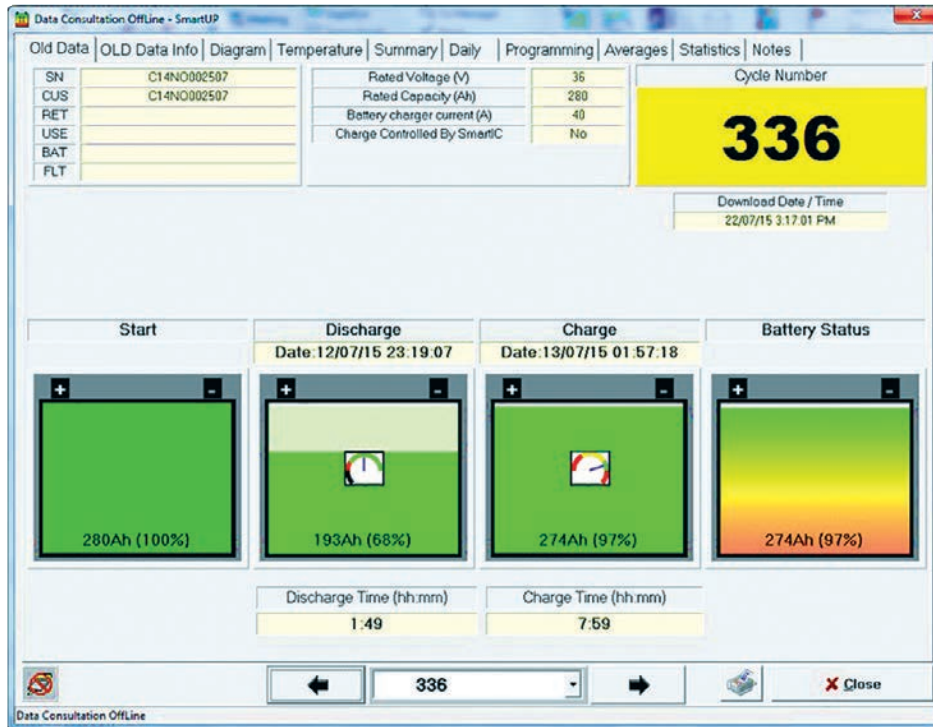 Data Consultation OffLine - SmartUP
Old Data OLD Data Info Diagram Temperature Summary Daily Programming Averages Statistics Notes
SN C14NO002507 Rated Voltage (V) 36 Cycle Number
CUS C14NO002507 Rated Capacity (Ah) 280
RET Battery charger current (A) 40
USE Charge Controlled By SmartIC No
BAT
FLT
336
Download Date / Time
22/07/15 3.17.01 PM
Start Discharge Charge Battery Status
Date:12/07/15 23:19:07 Date:13/07/15 01:57:18
+ - + - + - + -
280Ah (100%) 193Ah (68%) 274Ah (97%) 274Ah (97%)
Discharge Time (hh:mm) Charge Time (hh:mm)
1:49 7:59
336 Close
Data Consultation OffLine